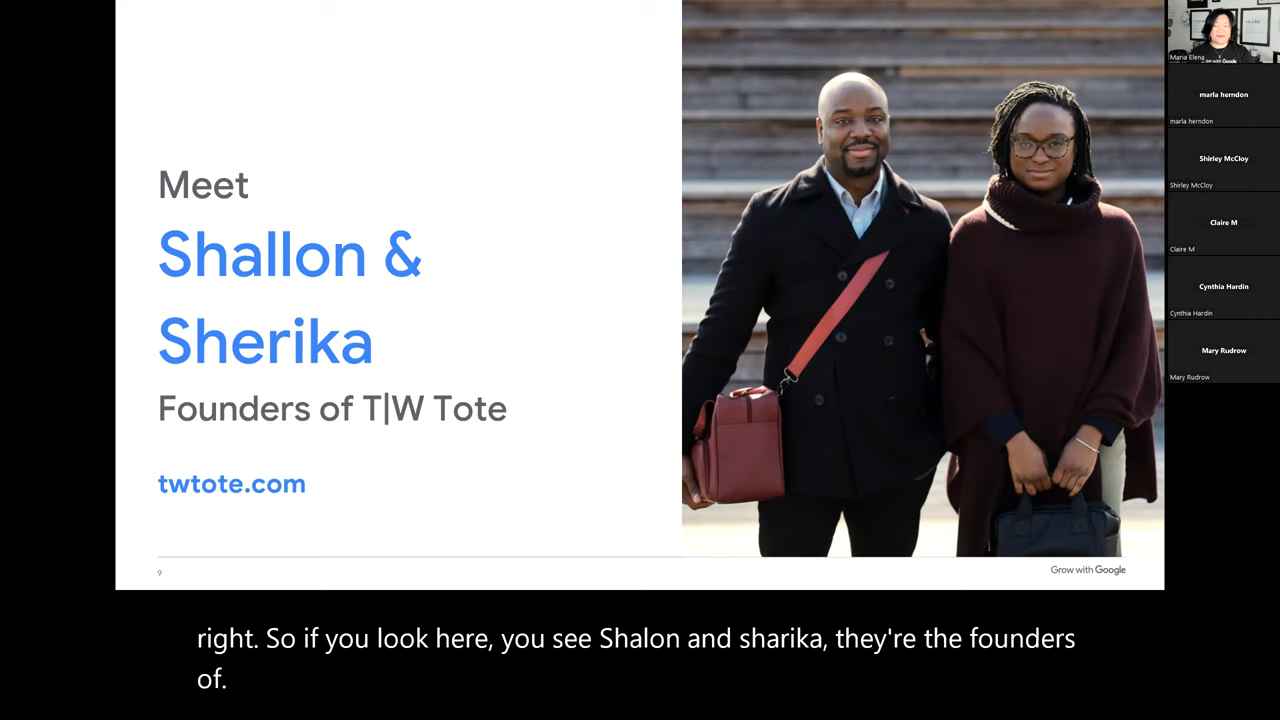 Meet
Shallon &
Sherika
Founders of T|W Tote
twtote.com
9
Grow with Google
right. So if you look here, you see Shalon and sharika, they're the founders
of.
Maria Elena
marla herndon
marla herndon
Shirley McCloy
Shirley McCloy
Claire M
Claire M
Cynthia Hardin
Cynthia Hardin
Mary Rudrow
Mary Rudrow